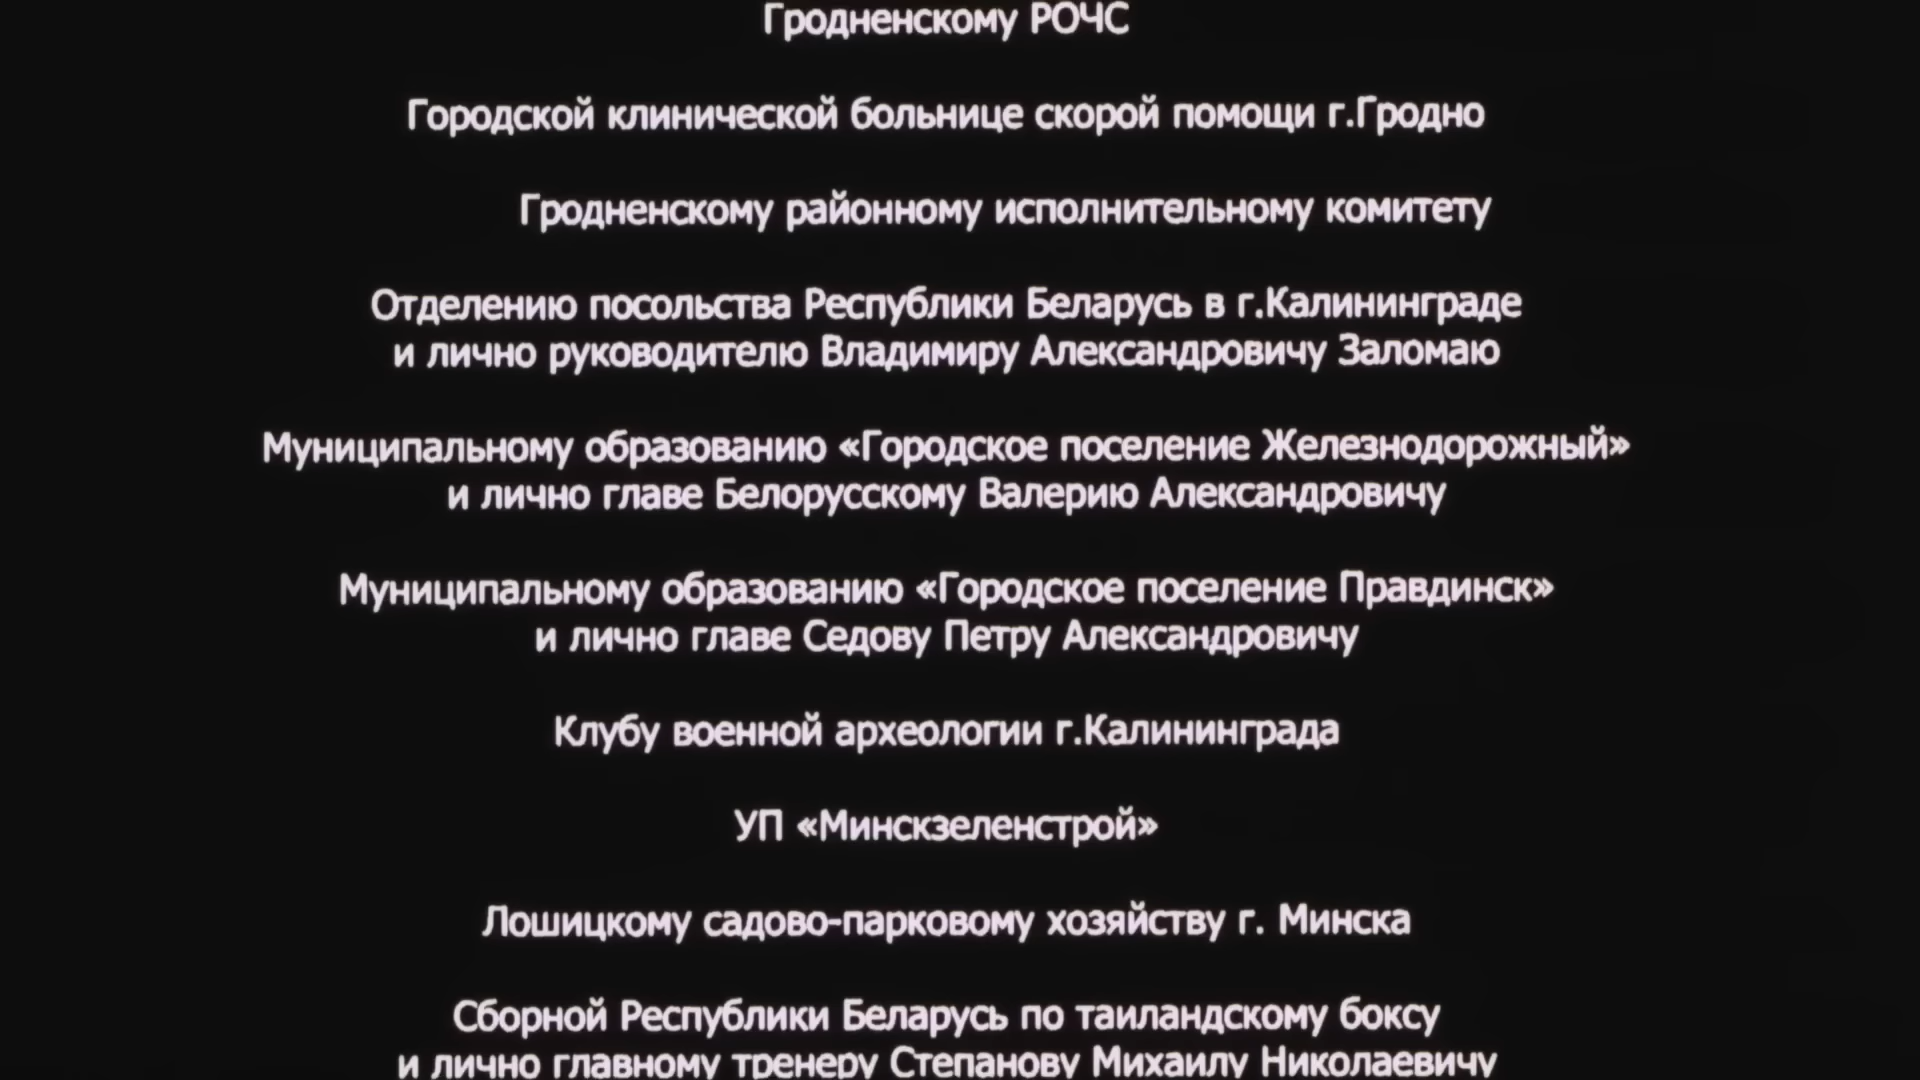 Гродненскому РОЧС
Городской клинической больнице скорой помощи г.Гродно
Гродненскому районному исполнительному комитету
Отделению посольства Республики Беларусь в г.Калининграде
и лично руководителю Владимиру Александровичу Заломаю
Муниципальному образованию «Городское поселение Железнодорожный»
и лично главе Белорусскому Валерию Александровичу
Муниципальному образованию «Городское поселение Правдинск»
и лично главе Седову Петру Александровичу
Клубу военной археологии г.Калининграда
УП «Минскзеленстрой»
Лошицкому садово-парковому хозяйству г. Минска
Сборной Республики Беларусь по таиландскому боксу
и лично главному тренеру Степанову Михаилу Николаевичу